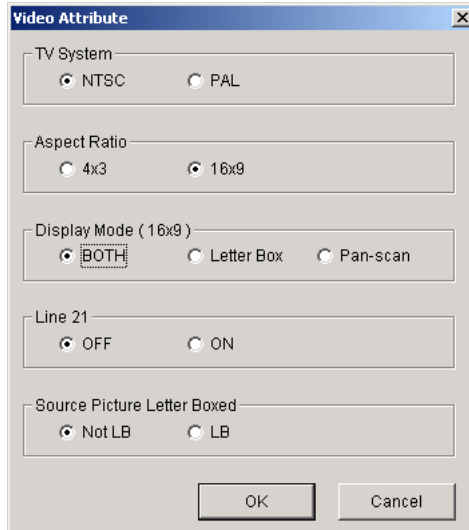 Video Attribute
TV System
NTSC PAL
Aspect Ratio
4x3 16x9
Display Mode ( 16x9 )
BOTH Letter Box Pan-scan
Line 21
OFF ON
Source Picture Letter Boxed
Not LB LB
OK Cancel